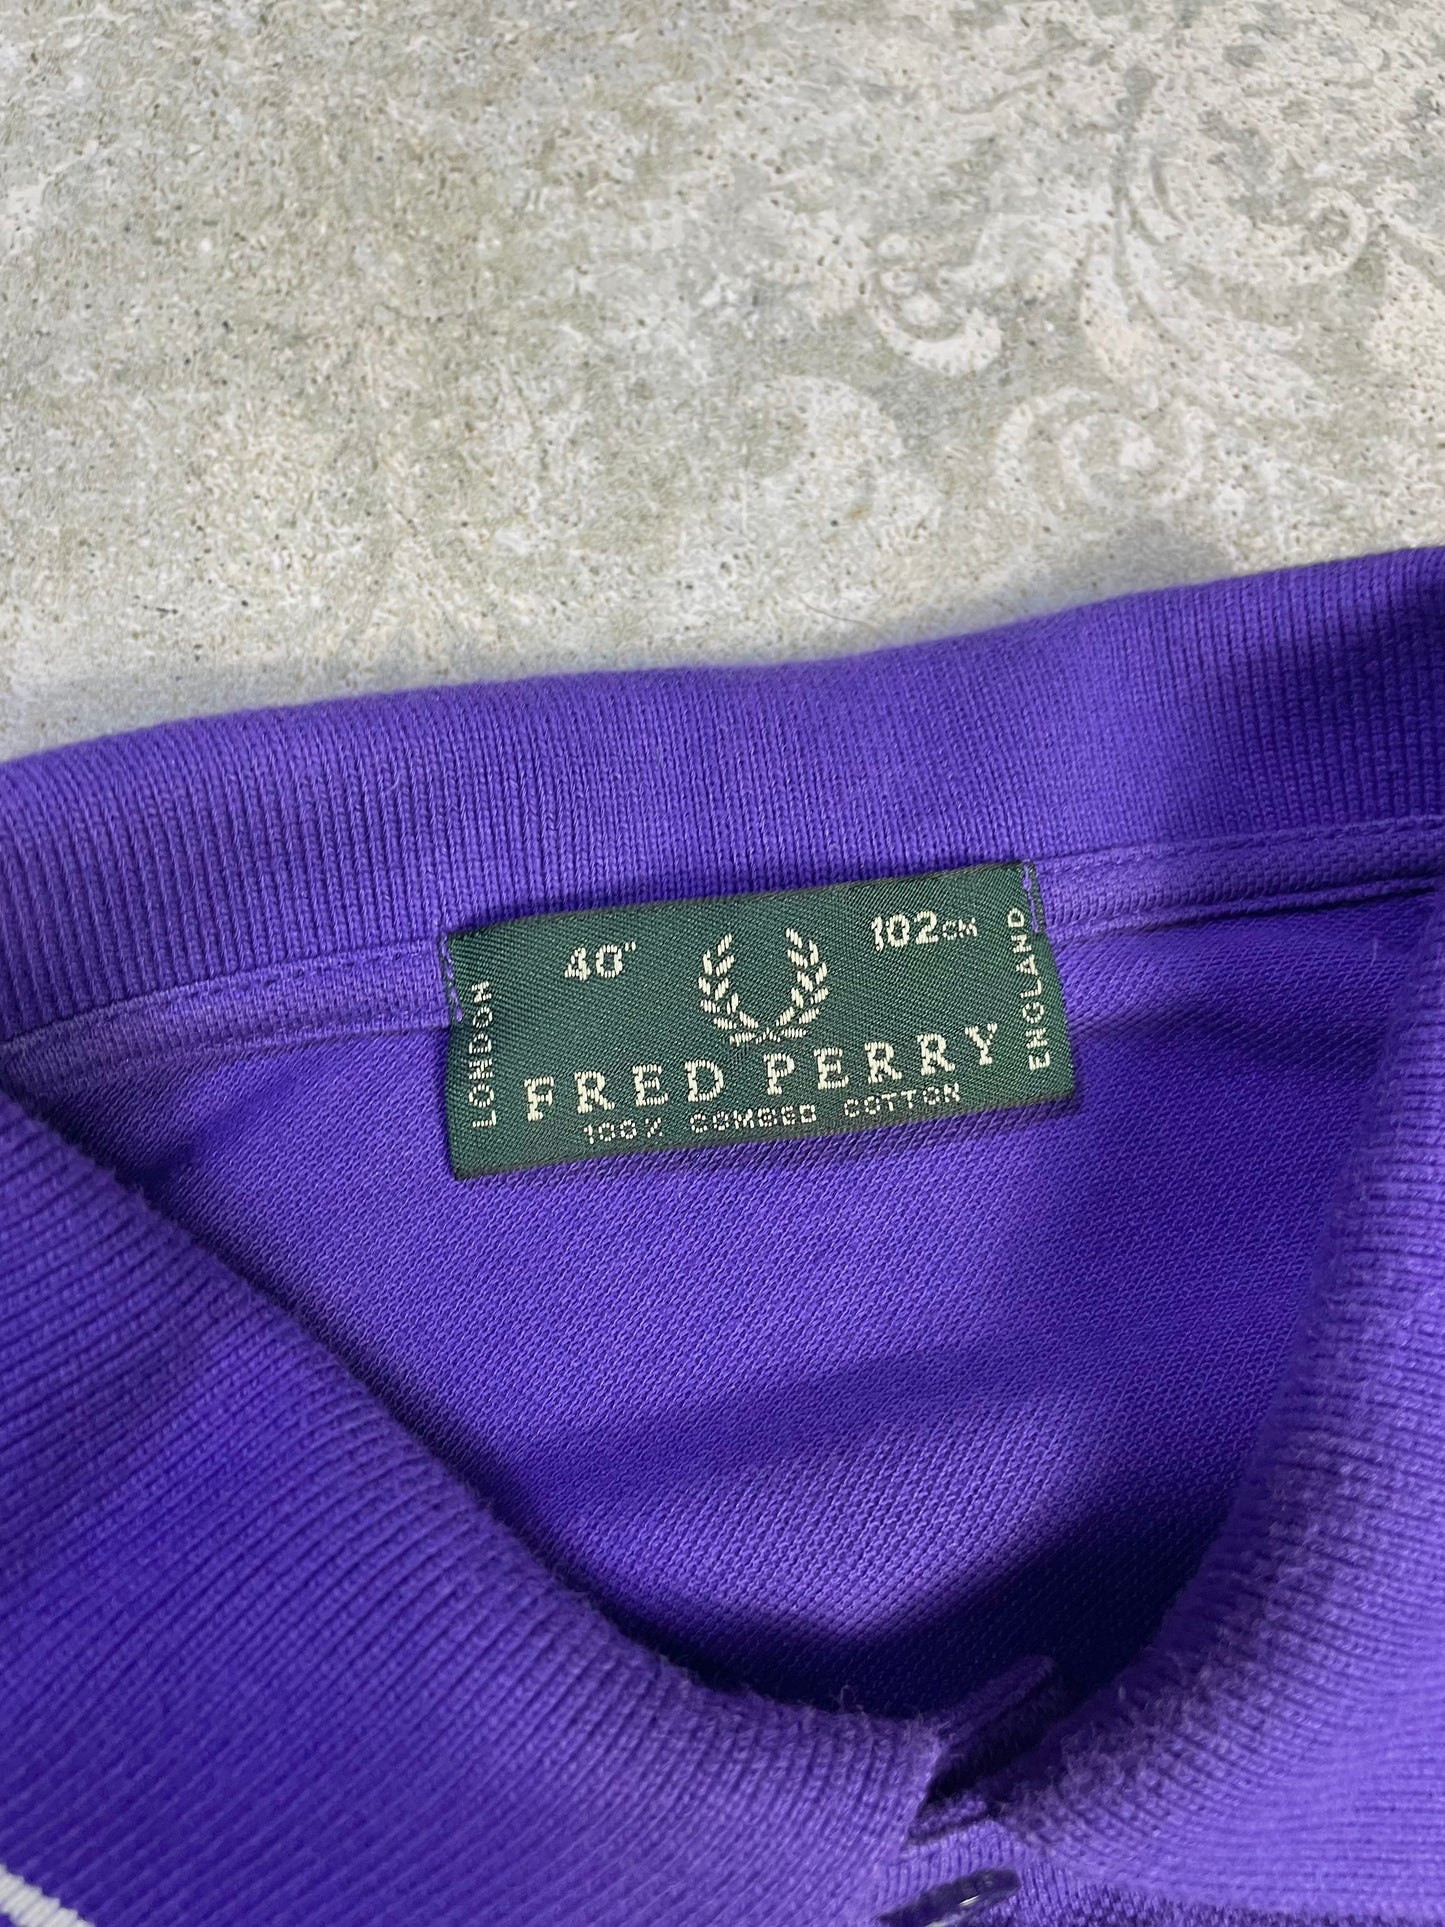 40" 102CM
LONDON
ENGLAND
FRED PERRY
100% COMBED COTTON